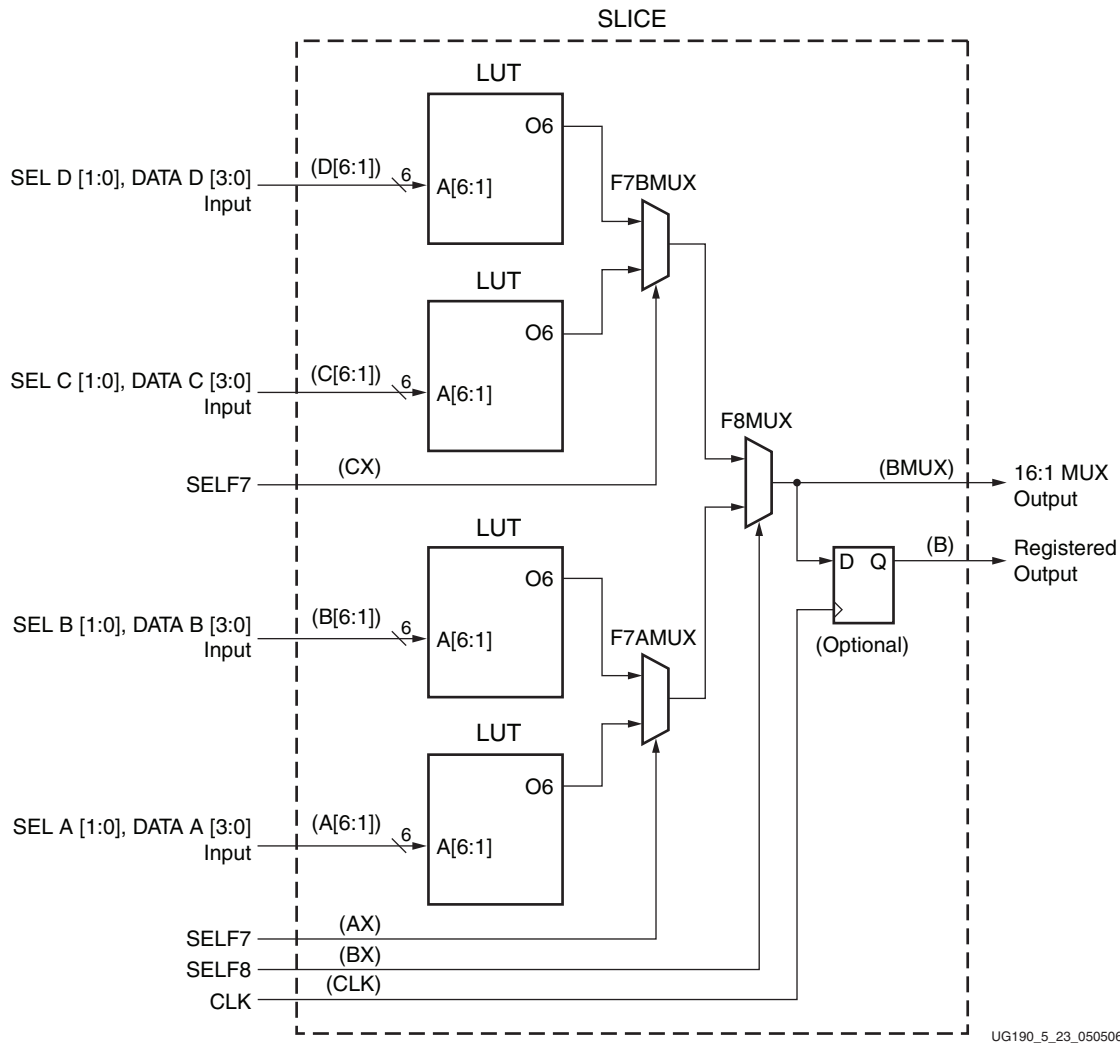 SLICE
LUT
O6
SEL D [1:0], DATA D [3:0]
Input
(D[6:1])
6
A[6:1]
F7BMUX
LUT
O6
SEL C [1:0], DATA C [3:0]
Input
(C[6:1])
6
A[6:1]
F8MUX
SELF7
(CX)
(BMUX)
16:1 MUX
Output
LUT
O6
D Q
(B)
Registered
Output
SEL B [1:0], DATA B [3:0]
Input
(B[6:1])
6
A[6:1]
F7AMUX
(Optional)
LUT
O6
SEL A [1:0], DATA A [3:0]
Input
(A[6:1])
6
A[6:1]
SELF7
(AX)
SELF8
(BX)
CLK
(CLK)
UG190_5_23_050506